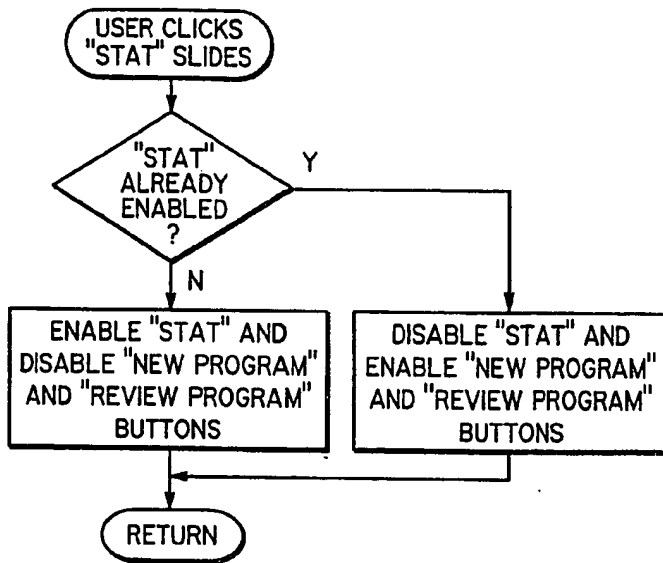 USER CLICKS
"STAT" SLIDES
"STAT"
ALREADY
ENABLED
?
Y
N
ENABLE "STAT" AND
DISABLE "NEW PROGRAM"
AND "REVIEW PROGRAM"
BUTTONS
DISABLE "STAT" AND
ENABLE "NEW PROGRAM"
AND "REVIEW PROGRAM"
BUTTONS
RETURN